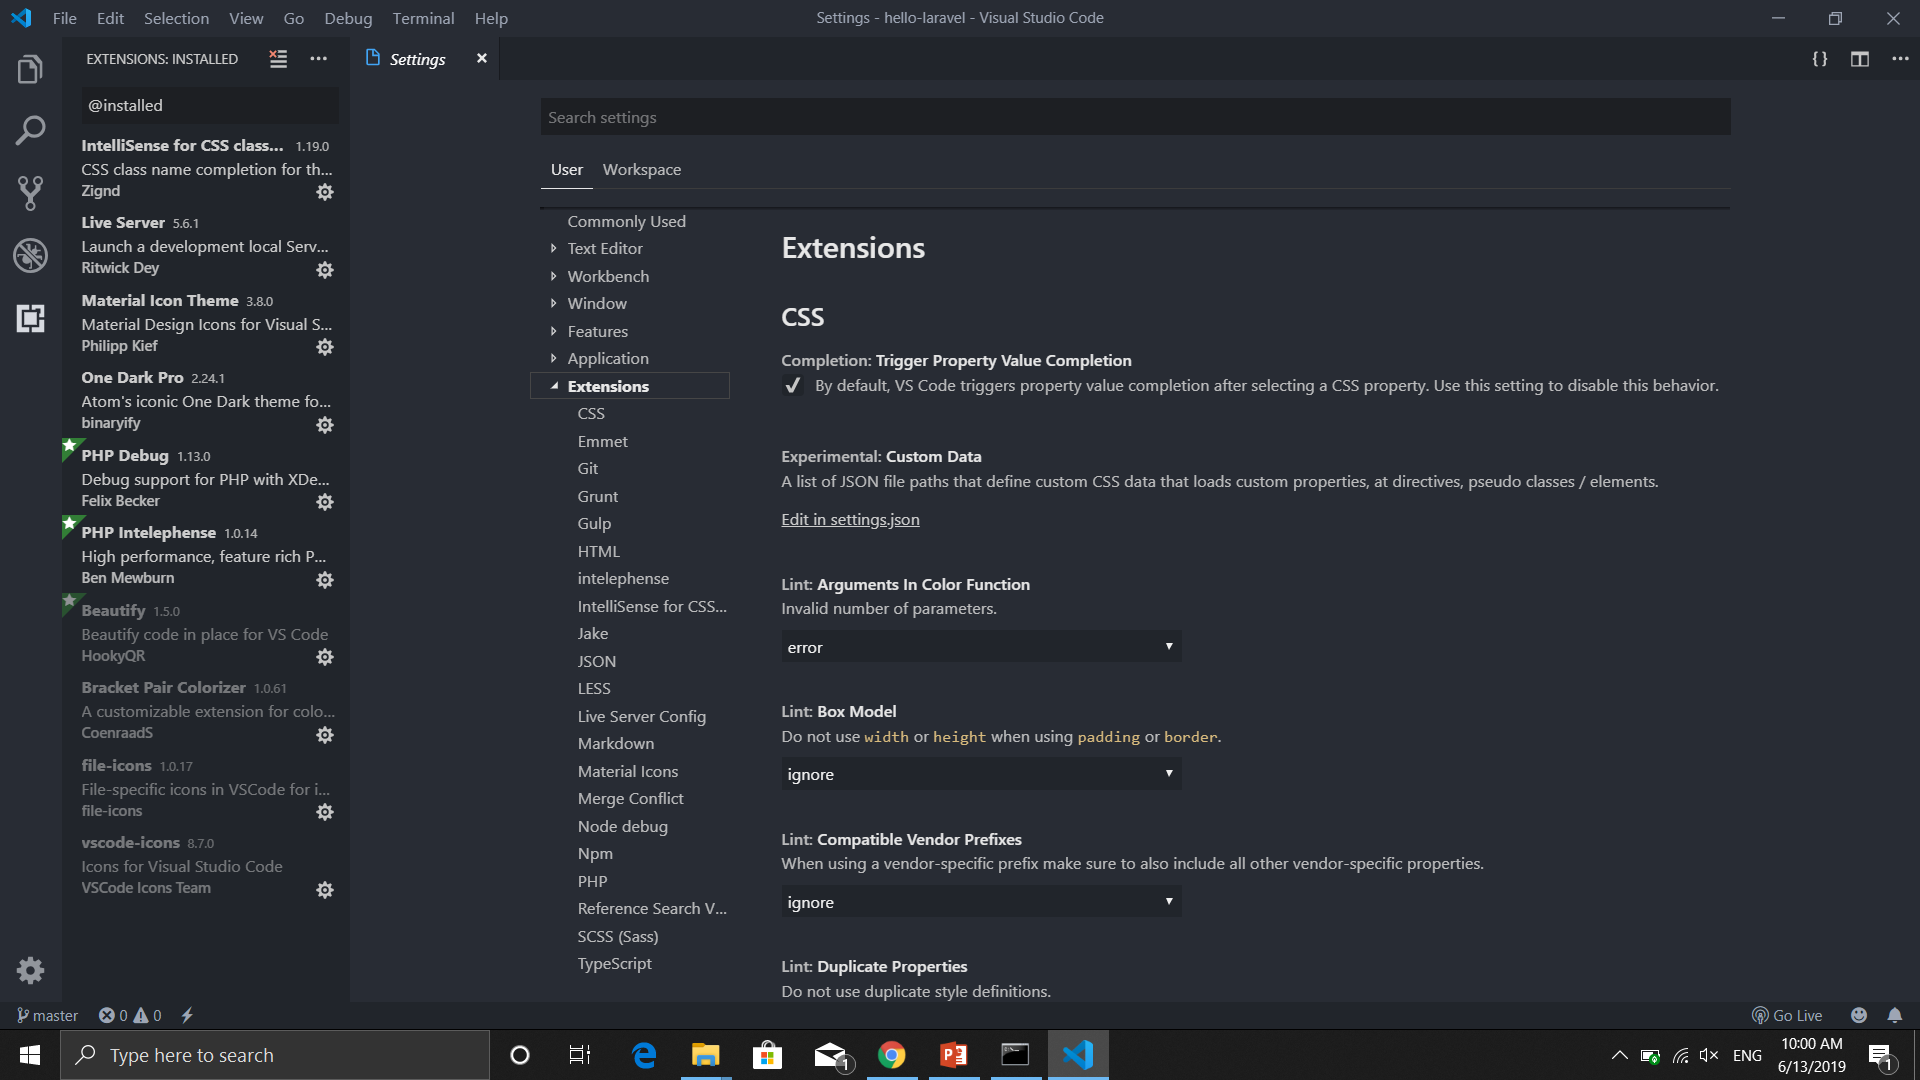 File Edit Selection View Go Debug Terminal Help
Settings - hello-laravel - Visual Studio Code
EXTENSIONS: INSTALLED
@installed
IntelliSense for CSS class... 1.19.0
CSS class name completion for th...
Zignd
Live Server 5.6.1
Launch a development local Serv...
Ritwick Dey
Material Icon Theme 3.8.0
Material Design Icons for Visual S...
Philipp Kief
One Dark Pro 2.24.1
Atom's iconic One Dark theme fo...
binaryify
PHP Debug 1.13.0
Debug support for PHP with XDe...
Felix Becker
PHP Intelephense 1.0.14
High performance, feature rich P...
Ben Mewburn
Beautify 1.5.0
Beautify code in place for VS Code
HookyQR
Bracket Pair Colorizer 1.0.61
A customizable extension for colo...
CoenraadS
file-icons 1.0.17
File-specific icons in VSCode for i...
file-icons
vscode-icons 8.7.0
Icons for Visual Studio Code
VSCode Icons Team
Settings
{ }
Search settings
User Workspace
Commonly Used
Text Editor
Workbench
Window
Features
Application
Extensions
CSS
Emmet
Git
Grunt
Gulp
HTML
intelephense
IntelliSense for CSS...
Jake
JSON
LESS
Live Server Config
Markdown
Material Icons
Merge Conflict
Node debug
Npm
PHP
Reference Search V...
SCSS (Sass)
TypeScript
Extensions
CSS
Completion: Trigger Property Value Completion
By default, VS Code triggers property value completion after selecting a CSS property. Use this setting to disable this behavior.
Experimental: Custom Data
A list of JSON file paths that define custom CSS data that loads custom properties, at directives, pseudo classes / elements.
Edit in settings.json
Lint: Arguments In Color Function
Invalid number of parameters.
error
Lint: Box Model
Do not use width or height when using padding or border.
ignore
Lint: Compatible Vendor Prefixes
When using a vendor-specific prefix make sure to also include all other vendor-specific properties.
ignore
Lint: Duplicate Properties
Do not use duplicate style definitions.
master 0 0
Go Live
Type here to search
1
P
ENG
10:00 AM
6/13/2019
1